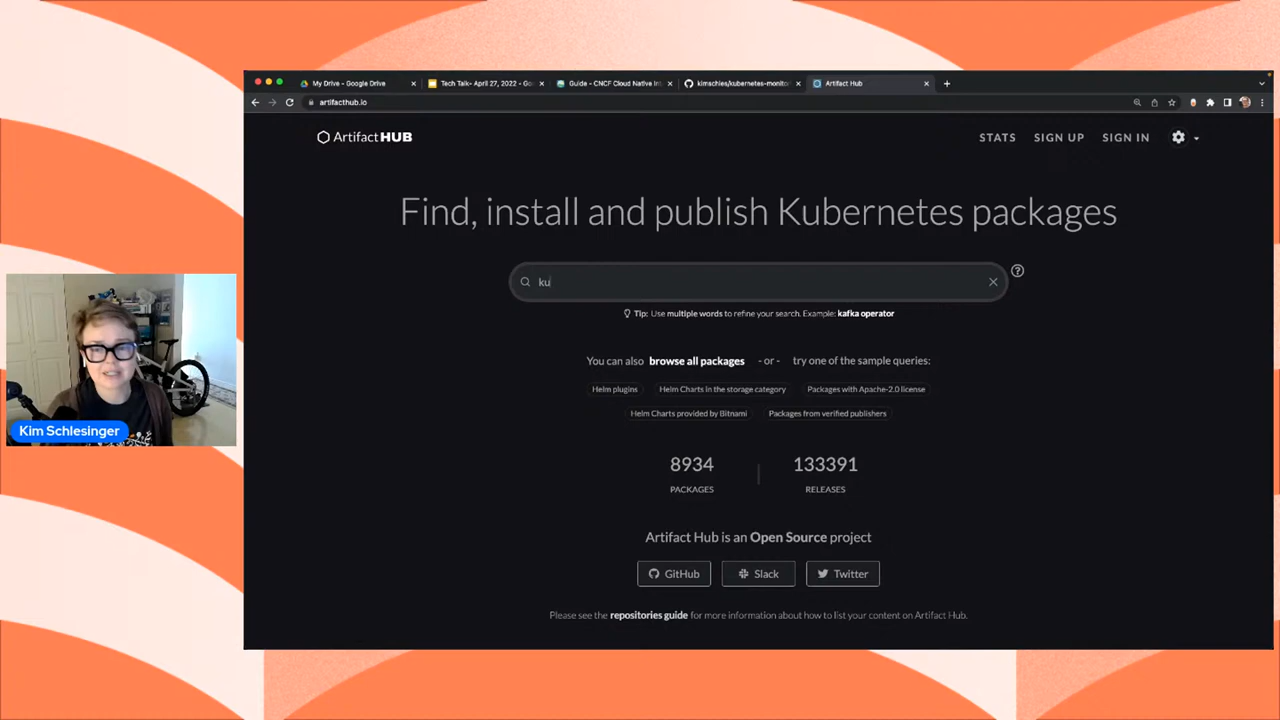 My Drive - Google Drive
Tech Talk- April 27, 2022 - Go
Guide - CNCF Cloud Native Int
kimschles/kubernetes-monito
Artifact Hub
artifacthub.io
ArtifactHUB
STATS
SIGN UP
SIGN IN
Find, install and publish Kubernetes packages
ku
Tip: Use multiple words to refine your search. Example: kafka operator
You can also browse all packages - or - try one of the sample queries:
Helm plugins
Helm Charts in the storage category
Packages with Apache-2.0 license
Helm Charts provided by Bitnami
Packages from verified publishers
8934
133391
PACKAGES
RELEASES
Artifact Hub is an Open Source project
GitHub
Slack
Twitter
Please see the repositories guide for more information about how to list your content on Artifact Hub.
Kim Schlesinger